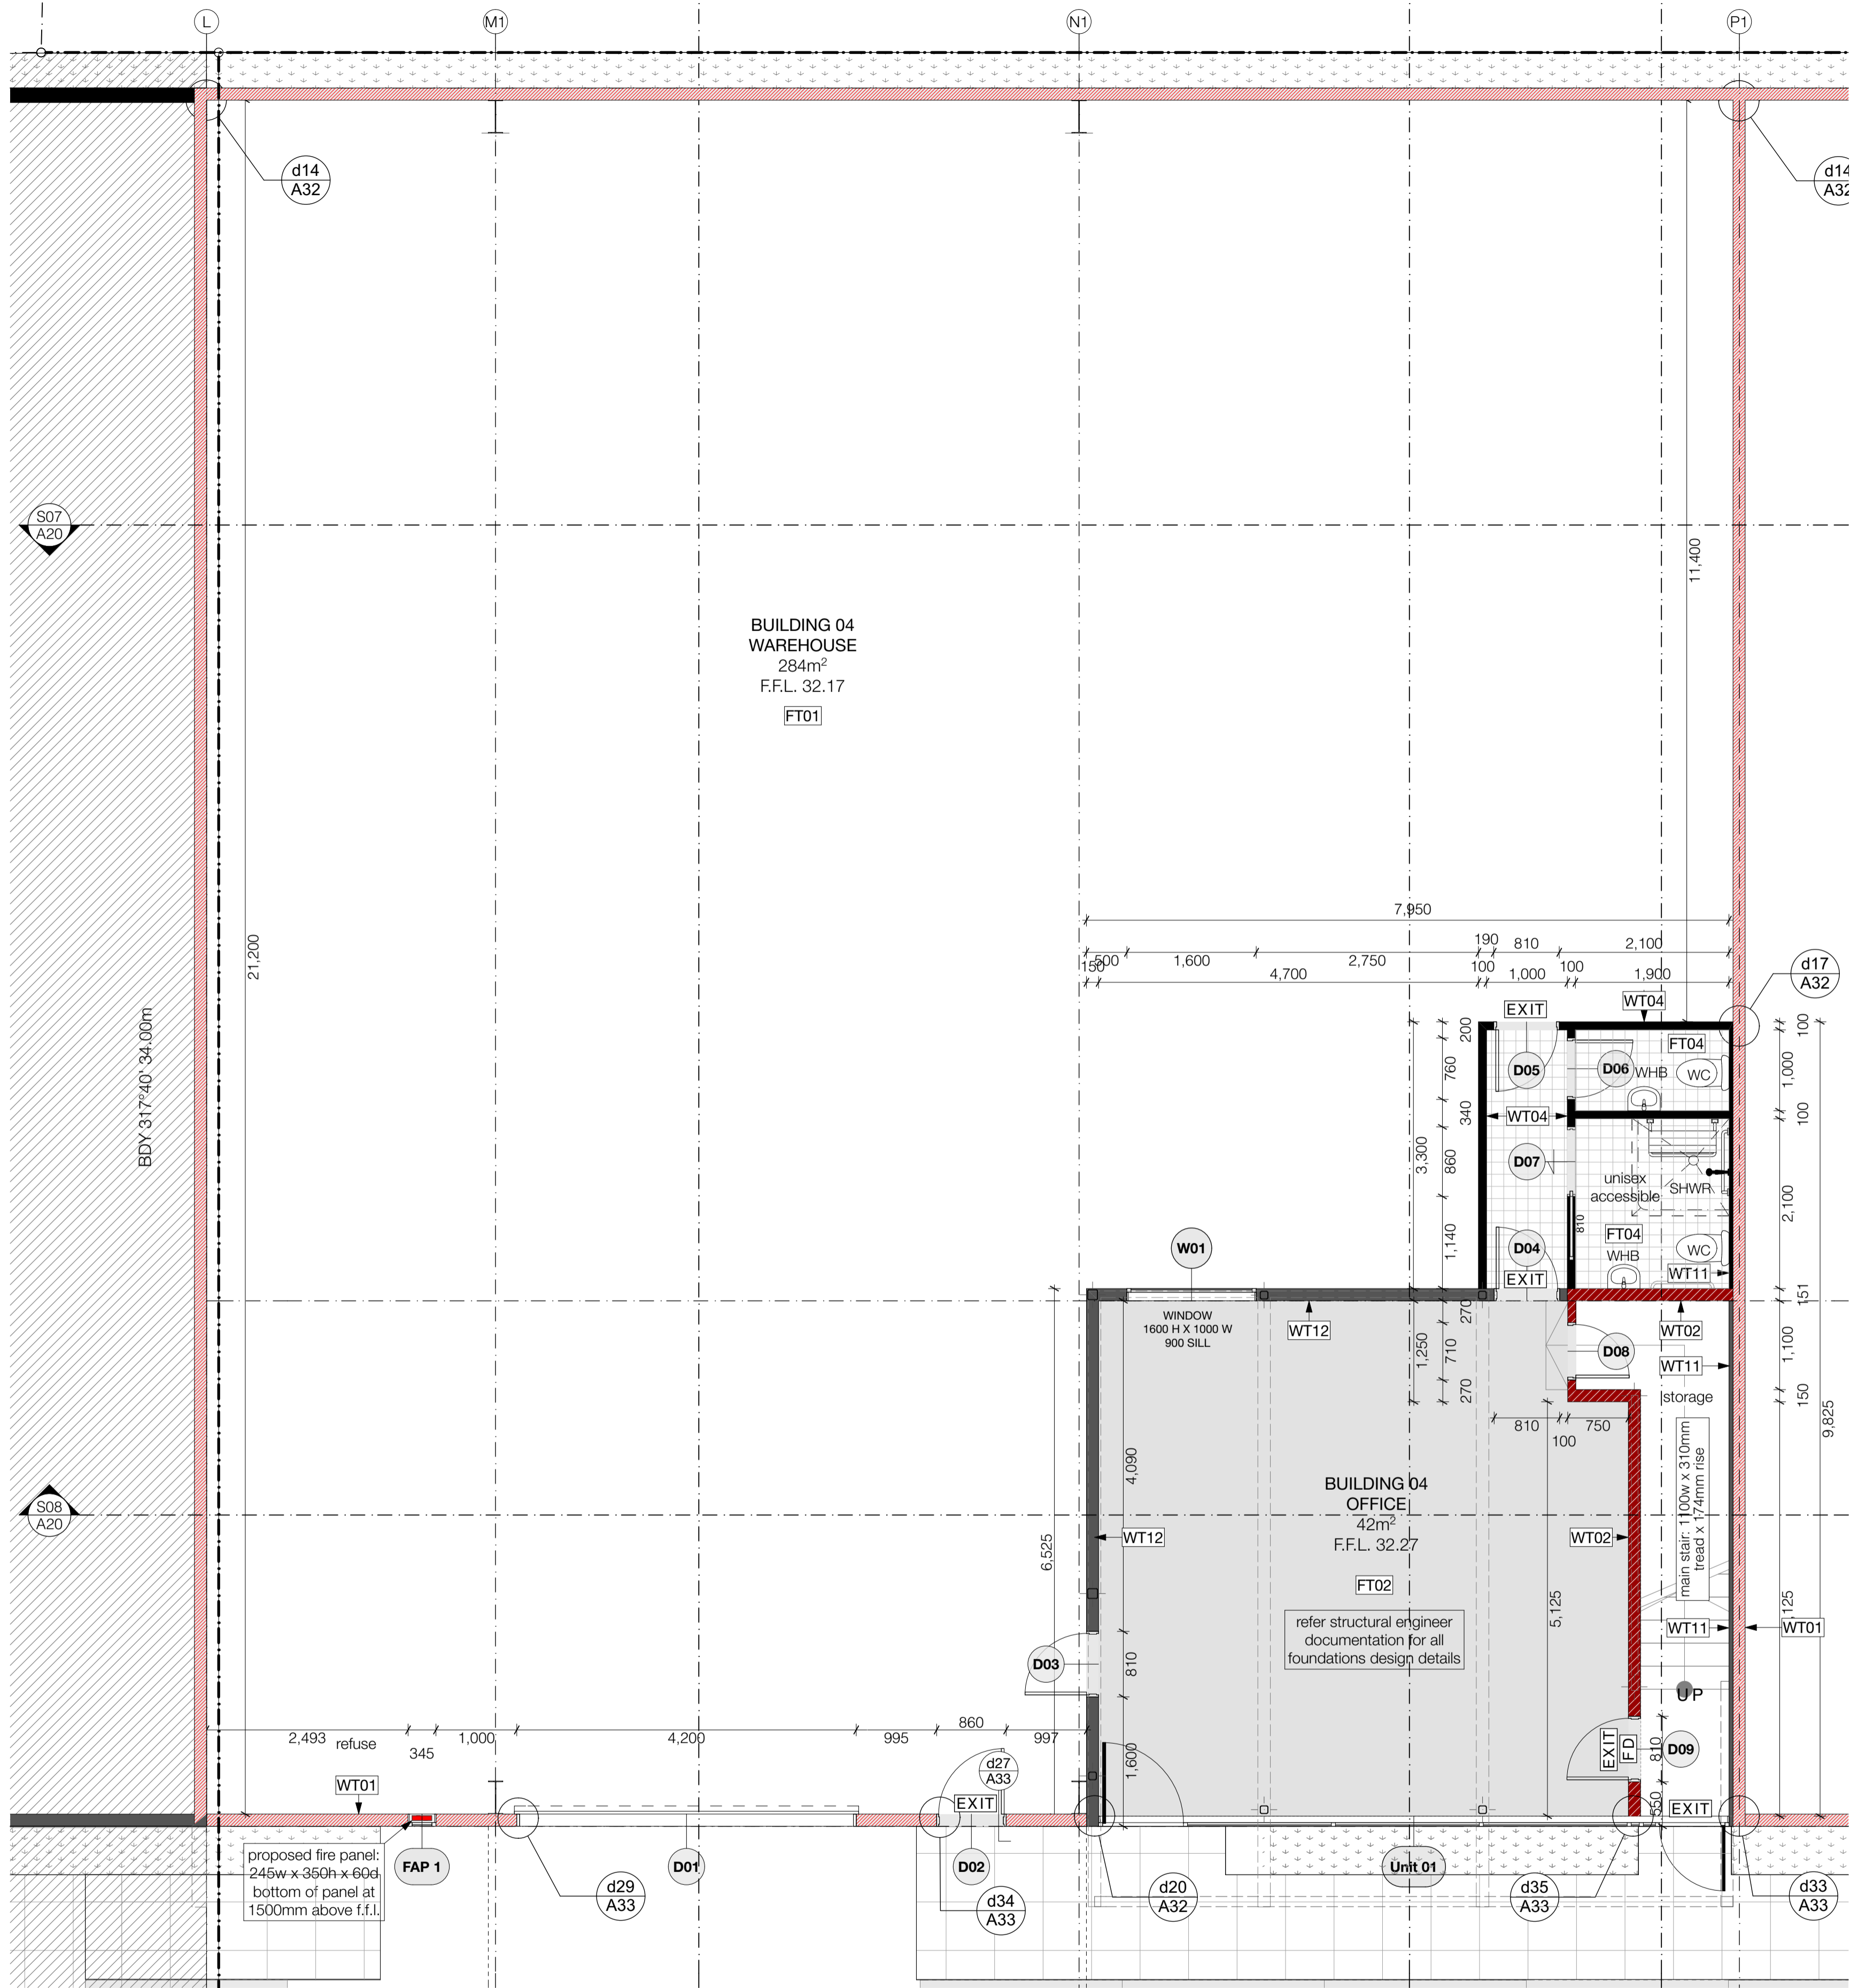 L
M1
N1
P1
d14
A32
d14
A32
S07
A20
BUILDING 04
WAREHOUSE
284m²
F.F.L. 32.17
FT01
11,400
21,200
BDY 317°40' 34.00m
7,950
190
810
2,100
500
1,600
2,750
150
4,700
100
1,000
100
1,900
d17
A32
WT04
EXIT
200
FT04
100
D05
D06
WHB
WC
760
1,000
340
WT04
100
3,300
860
D07
unisex
accessible
SHWR
810
2,100
1,140
FT04
WHB
WC
W01
D04
EXIT
WT11
151
WINDOW
1600 H X 1000 W
900 SILL
WT12
270
WT02
1,250
710
D08
WT11
1,100
270
storage
150
9,825
810
750
100
4,090
main stair: 1100w x 310mm
tread x 174mm rise
BUILDING 04
OFFICE
42m²
F.F.L. 32.27
FT02
S08
A20
WT12
WT02
6,525
5,125
refer structural engineer
documentation for all
foundations design details
WT11
WT01
D03
810
UP
2,493
refuse
345
1,000
4,200
995
860
997
1,600
EXIT
FD
810
D09
d27
A33
WT01
EXIT
550
EXIT
proposed fire panel:
245w x 350h x 60d
bottom of panel at
1500mm above f.f.l.
FAP 1
D01
D02
Unit 01
d29
A33
d34
A33
d20
A32
d35
A33
d33
A33